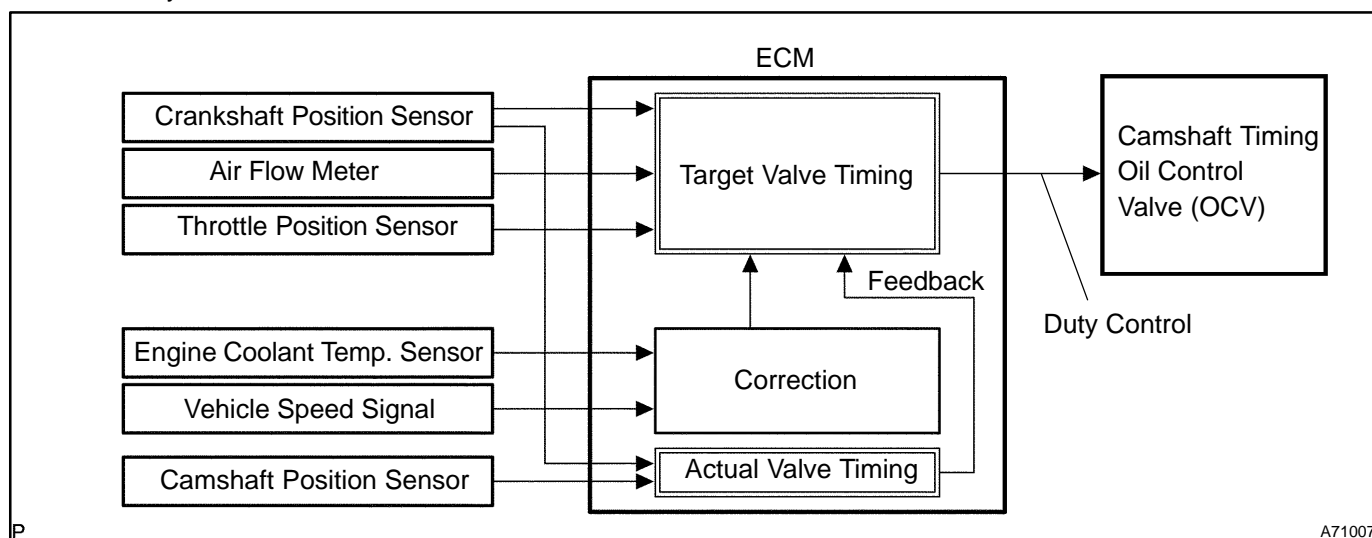 ECM
Crankshaft Position Sensor
Air Flow Meter
Throttle Position Sensor
Engine Coolant Temp. Sensor
Vehicle Speed Signal
Camshaft Position Sensor
Target Valve Timing
Feedback
Correction
Actual Valve Timing
Camshaft Timing
Oil Control
Valve (OCV)
Duty Control
P
A71007